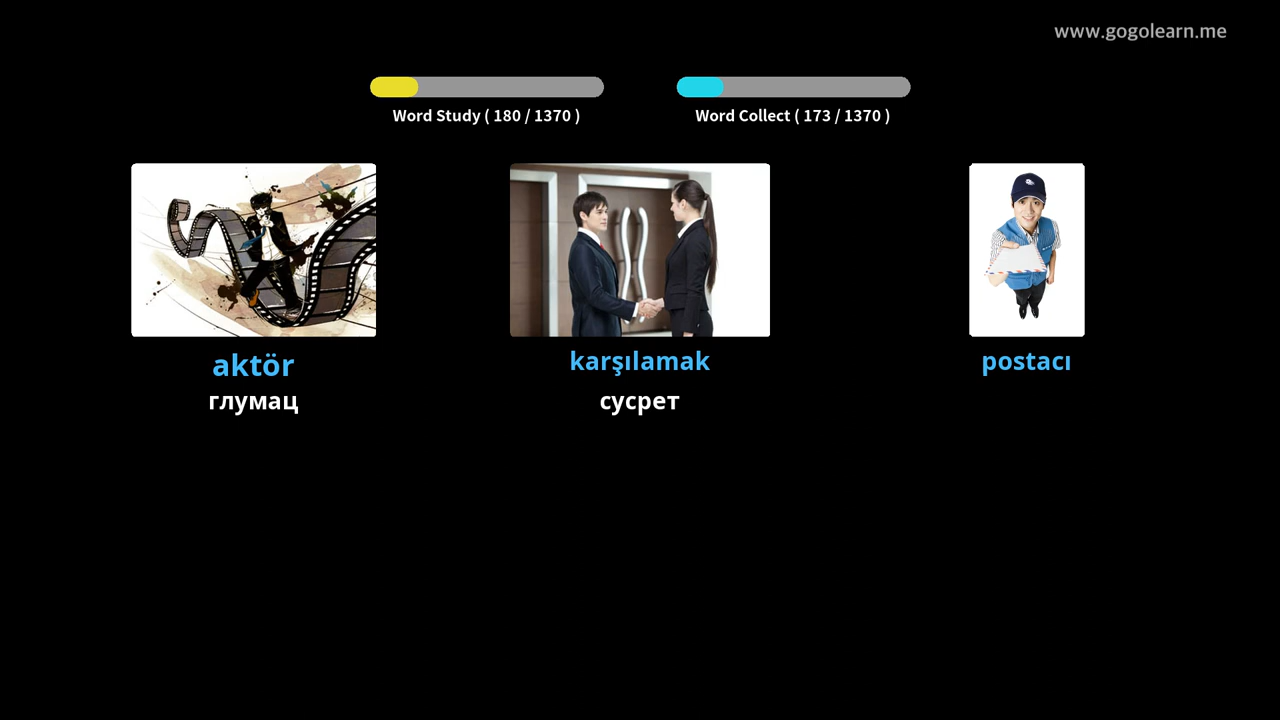 www.gogolearn.me
Word Study ( 180 / 1370 )
Word Collect ( 173 / 1370 )
aktör
karşılamak
postacı
глумац
сусрет